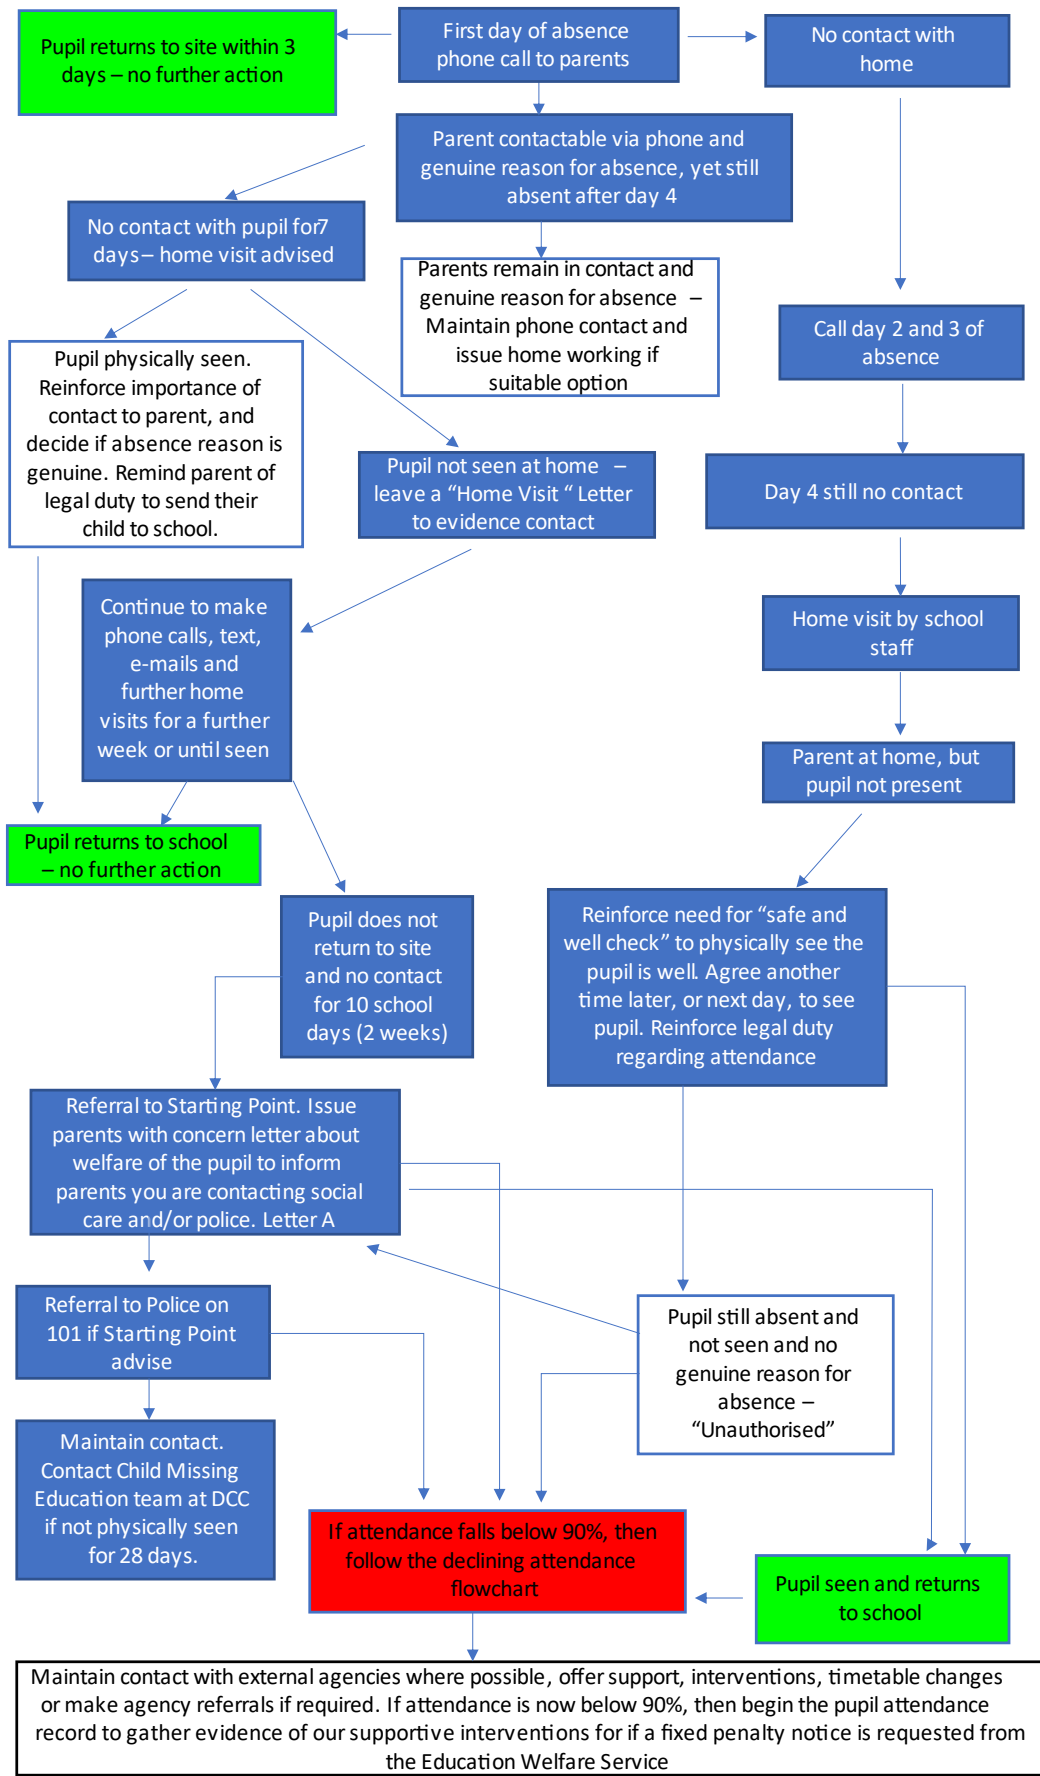 First day of absence
phone call to parents
Pupil returns to site within 3
days – no further action
No contact with
home
Parent contactable via phone and
genuine reason for absence, yet still
absent after day 4
No contact with pupil for7
days – home visit advised
Parents remain in contact and
genuine reason for absence –
Maintain phone contact and
issue home working if
suitable option
Call day 2 and 3 of
absence
Pupil physically seen.
Reinforce importance of
contact to parent, and
decide if absence reason is
genuine. Remind parent of
legal duty to send their
child to school.
Pupil not seen at home –
leave a “Home Visit “ Letter
to evidence contact
Day 4 still no contact
Continue to make
phone calls, text,
e-mails and
further home
visits for a further
week or until seen
Home visit by school
staff
Parent at home, but
pupil not present
Pupil returns to school
– no further action
Pupil does not
return to site
and no contact
for 10 school
days (2 weeks)
Reinforce need for “safe and
well check” to physically see the
pupil is well. Agree another
time later, or next day, to see
pupil. Reinforce legal duty
regarding attendance
Referral to Starting Point. Issue
parents with concern letter about
welfare of the pupil to inform
parents you are contacting social
care and/or police. Letter A
Referral to Police on
101 if Starting Point
advise
Pupil still absent and
not seen and no
genuine reason for
absence –
“Unauthorised”
Maintain contact.
Contact Child Missing
Education team at DCC
if not physically seen
for 28 days.
If attendance falls below 90%, then
follow the declining attendance
flowchart
Pupil seen and returns
to school
Maintain contact with external agencies where possible, offer support, interventions, timetable changes
or make agency referrals if required. If attendance is now below 90%, then begin the pupil attendance
record to gather evidence of our supportive interventions for if a fixed penalty notice is requested from
the Education Welfare Service